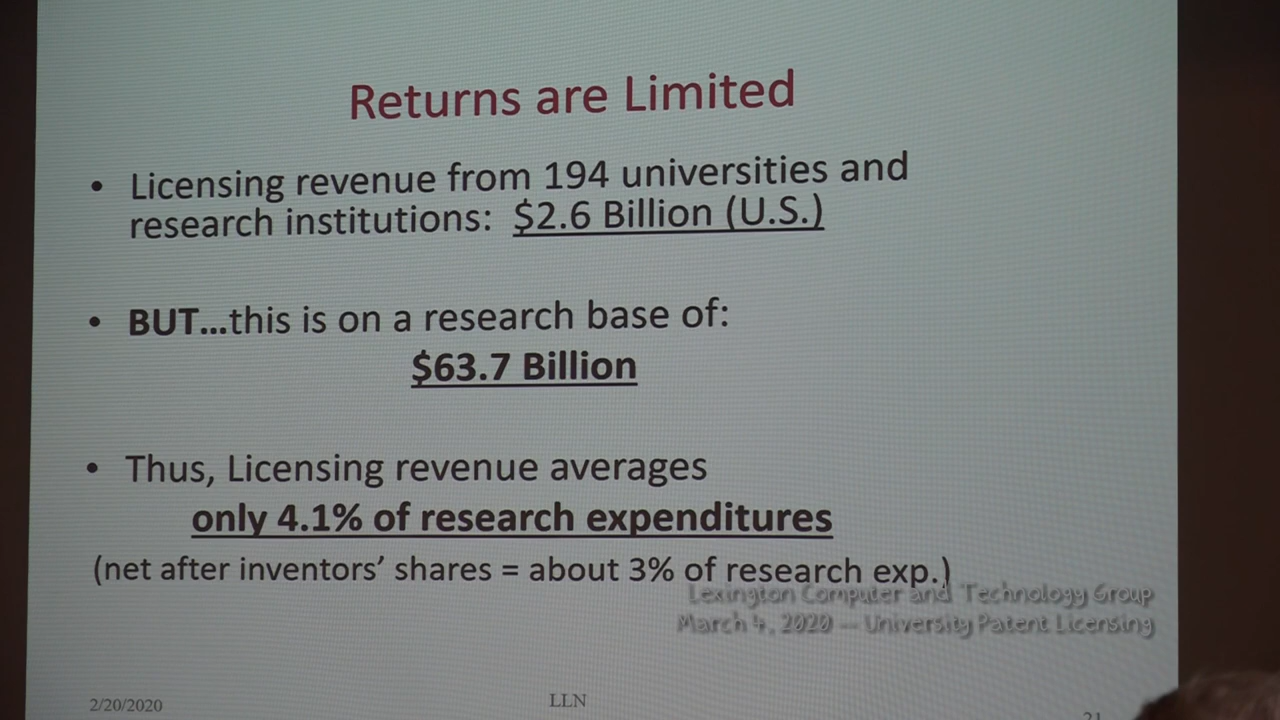 Returns are Limited
• Licensing revenue from 194 universities and
research institutions: $2.6 Billion (U.S.)
• BUT...this is on a research base of:
$63.7 Billion
• Thus, Licensing revenue averages
only 4.1% of research expenditures
(net after inventors' shares = about 3% of research exp.)
Lexington Computer and Technology Group
March 4, 2020 — University Patent Licensing
2/20/2020
LLN
21